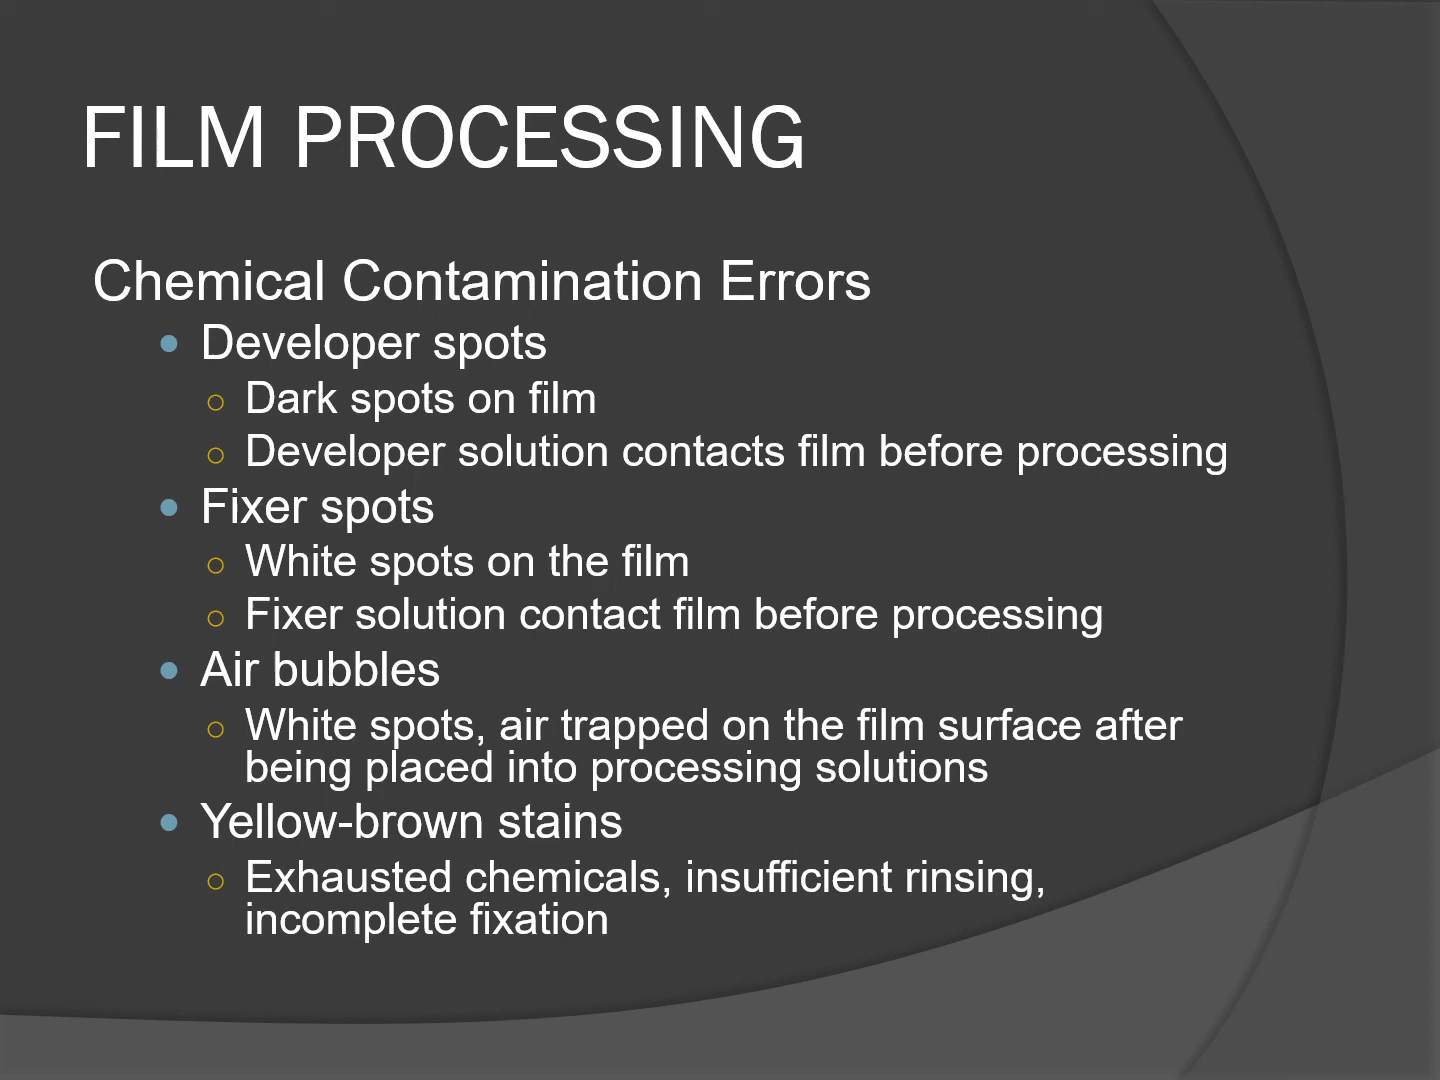 FILM PROCESSING
Chemical Contamination Errors
Developer spots
Dark spots on film
Developer solution contacts film before processing
Fixer spots
White spots on the film
Fixer solution contact film before processing
Air bubbles
White spots, air trapped on the film surface after
being placed into processing solutions
Yellow-brown stains
Exhausted chemicals, insufficient rinsing,
incomplete fixation